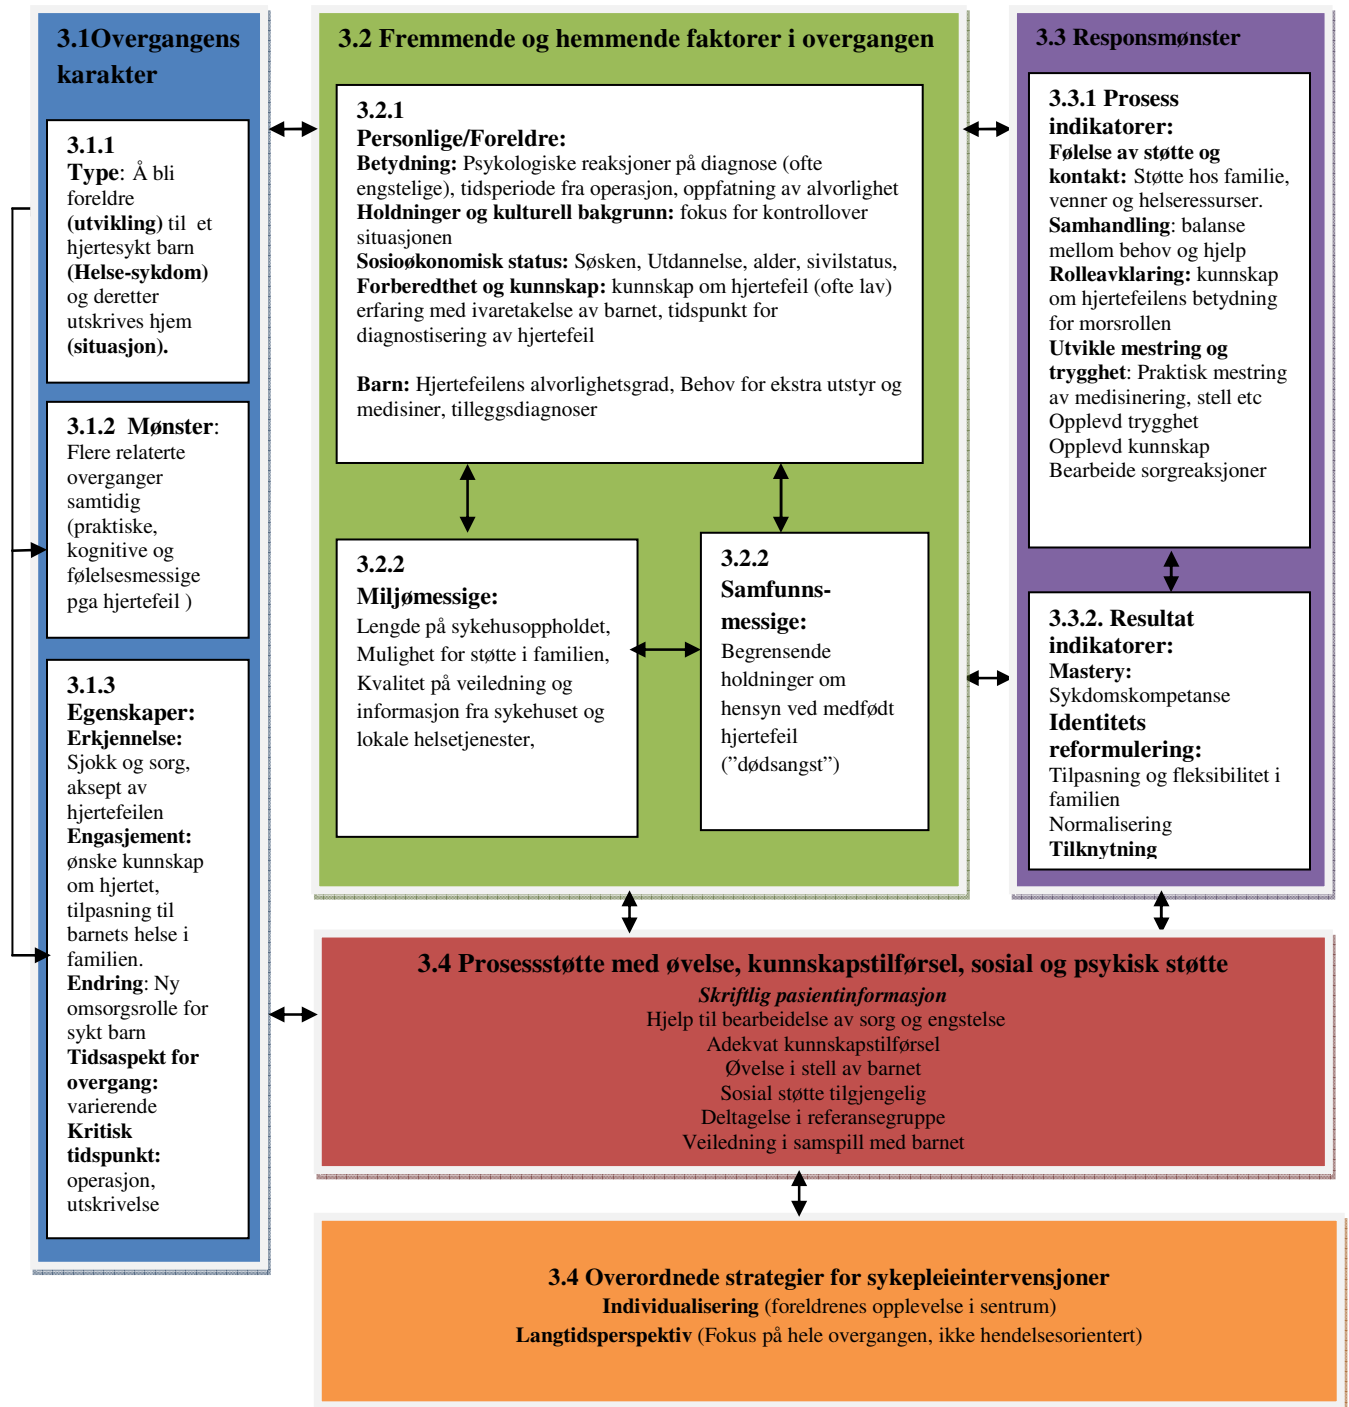 3.1Overgangens
karakter
3.1.1
Type: Å bli
foreldre
(utvikling) til et
hjertesykt barn
(Helse-sykdom)
og deretter
utskrives hjem
(situasjon).
3.1.2 Mønster:
Flere relaterte
overganger
samtidig
(praktiske,
kognitive og
følelsesmessige
pga hjertefeil )
3.1.3
Egenskaper:
Erkjennelse:
Sjokk og sorg,
aksept av
hjertefeilen
Engasjement:
ønske kunnskap
om hjertet,
tilpasning til
barnets helse i
familien.
Endring: Ny
omsorgsrolle for
sykt barn
Tidsaspekt for
overgang:
varierende
Kritisk
tidspunkt:
operasjon,
utskrivelse
3.2 Fremmende og hemmende faktorer i overgangen
3.2.1
Personlige/Foreldre:
Betydning: Psykologiske reaksjoner på diagnose (ofte
engstelige), tidsperiode fra operasjon, oppfatning av alvorlighet
Holdninger og kulturell bakgrunn: fokus for kontrollover
situasjonen
Sosioøkonomisk status: Søsken, Utdannelse, alder, sivilstatus,
Forberedthet og kunnskap: kunnskap om hjertefeil (ofte lav)
erfaring med ivaretakelse av barnet, tidspunkt for
diagnostisering av hjertefeil
Barn: Hjertefeilens alvorlighetsgrad, Behov for ekstra utstyr og
medisiner, tilleggsdiagnoser
3.2.2
Miljømessige:
Lengde på sykehusoppholdet,
Mulighet for støtte i familien,
Kvalitet på veiledning og
informasjon fra sykehuset og
lokale helsetjenester,
3.2.2
Samfunns-
messige:
Begrensende
holdninger om
hensyn ved medfødt
hjertefeil
(”dødsangst”)
3.3 Responsmønster
3.3.1 Prosess
indikatorer:
Følelse av støtte og
kontakt: Støtte hos familie,
venner og helseressurser.
Samhandling: balanse
mellom behov og hjelp
Rolleavklaring: kunnskap
om hjertefeilens betydning
for morsrollen
Utvikle mestring og
trygghet: Praktisk mestring
av medisinering, stell etc
Opplevd trygghet
Opplevd kunnskap
Bearbeide sorgreaksjoner
3.3.2. Resultat
indikatorer:
Mastery:
Sykdomskompetanse
Identitets
reformulering:
Tilpasning og fleksibilitet i
familien
Normalisering
Tilknytning
3.4 Prosessstøtte med øvelse, kunnskapstilførsel, sosial og psykisk støtte
Skriftlig pasientinformasjon
Hjelp til bearbeidelse av sorg og engstelse
Adekvat kunnskapstilførsel
Øvelse i stell av barnet
Sosial støtte tilgjengelig
Deltagelse i referansegruppe
Veiledning i samspill med barnet
3.4 Overordnede strategier for sykepleieintervensjoner
Individualisering (foreldrenes opplevelse i sentrum)
Langtidsperspektiv (Fokus på hele overgangen, ikke hendelsesorientert)